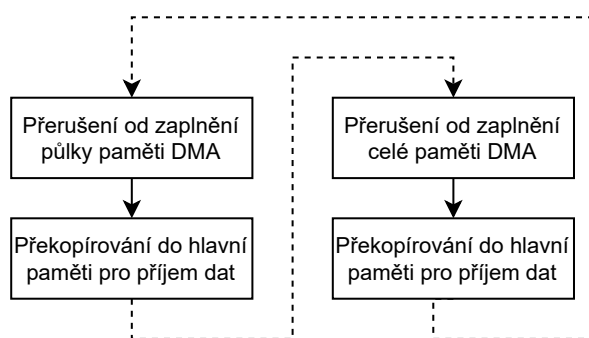 Přerušení od zaplnění
půlky paměti DMA
Překopírování do hlavní
paměti pro příjem dat
Přerušení od zaplnění
celé paměti DMA
Překopírování do hlavní
paměti pro příjem dat